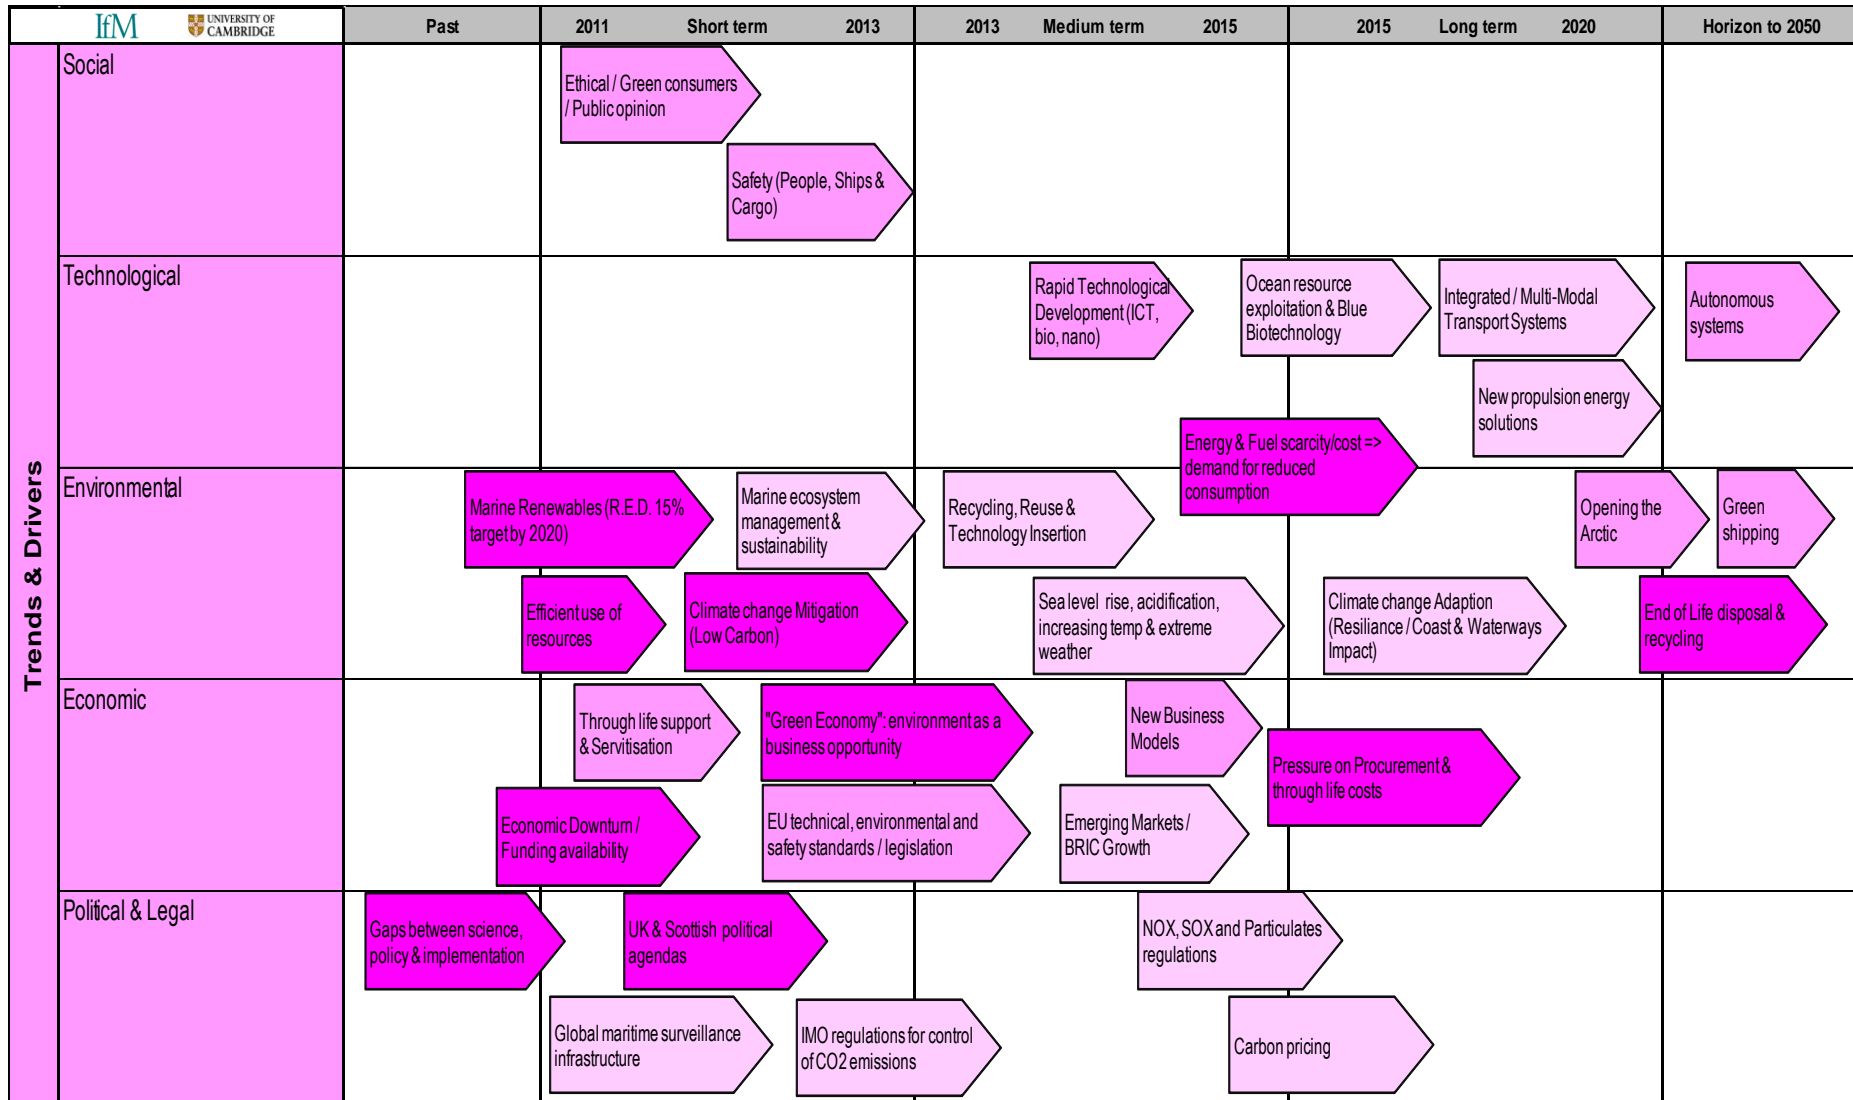 IfM
UNIVERSITY OF
CAMBRIDGE
Past
2011 Short term 2013
2013 Medium term 2015
2015 Long term 2020
Horizon to 2050
Trends & Drivers
Social
Ethical / Green consumers
/ Public opinion
Safety (People, Ships &
Cargo)
Technological
Rapid Technological
Development (ICT,
bio, nano)
Ocean resource
exploitation & Blue
Biotechnology
Integrated / Multi-Modal
Transport Systems
Autonomous
systems
New propulsion energy
solutions
Energy & Fuel scarcity/cost =>
demand for reduced
consumption
Environmental
Marine Renewables (R.E.D. 15%
target by 2020)
Marine ecosystem
management &
sustainability
Recycling, Reuse &
Technology Insertion
Opening the
Arctic
Green
shipping
Efficient use of
resources
Climate change Mitigation
(Low Carbon)
Sea level rise, acidification,
increasing temp & extreme
weather
Climate change Adaption
(Resiliance / Coast & Waterways
Impact)
End of Life disposal &
recycling
Economic
Through life support
& Servitisation
"Green Economy": environment as a
business opportunity
New Business
Models
Pressure on Procurement &
through life costs
Economic Downturn /
Funding availability
EU technical, environmental and
safety standards / legislation
Emerging Markets /
BRIC Growth
Political & Legal
Gaps between science,
policy & implementation
UK & Scottish political
agendas
NOX, SOX and Particulates
regulations
Global maritime surveillance
infrastructure
IMO regulations for control
of CO2 emissions
Carbon pricing